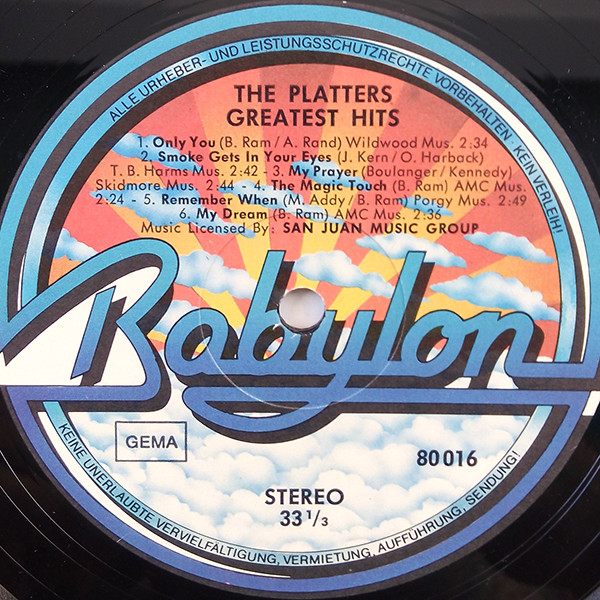 ALLE URHEBER- UND LEISTUNGSSCHUTZRECHTE VORBEHALTEN · KEIN VERLEIH!
THE PLATTERS
GREATEST HITS
1. Only You (B. Ram / A. Rand) Wildwood Mus. 2:34
2. Smoke Gets In Your Eyes (J. Kern / O. Harback)
T. B. Harms Mus. 2:42 - 3. My Prayer (Boulanger / Kennedy)
Skidmore Mus. 2:44 - 4. The Magic Touch (B. Ram) AMC Mus.
2:24 - 5. Remember When (M. Addy / B. Ram) Porgy Mus. 2:49
6. My Dream (B. Ram) AMC Mus. 2:36
Music Licensed By: SAN JUAN MUSIC GROUP
Babylon
GEMA
80 016
STEREO
33 1/3
KEINE UNERLAUBTE VERVIELFÄLTIGUNG, VERMIETUNG, AUFFÜHRUNG, SENDUNG!